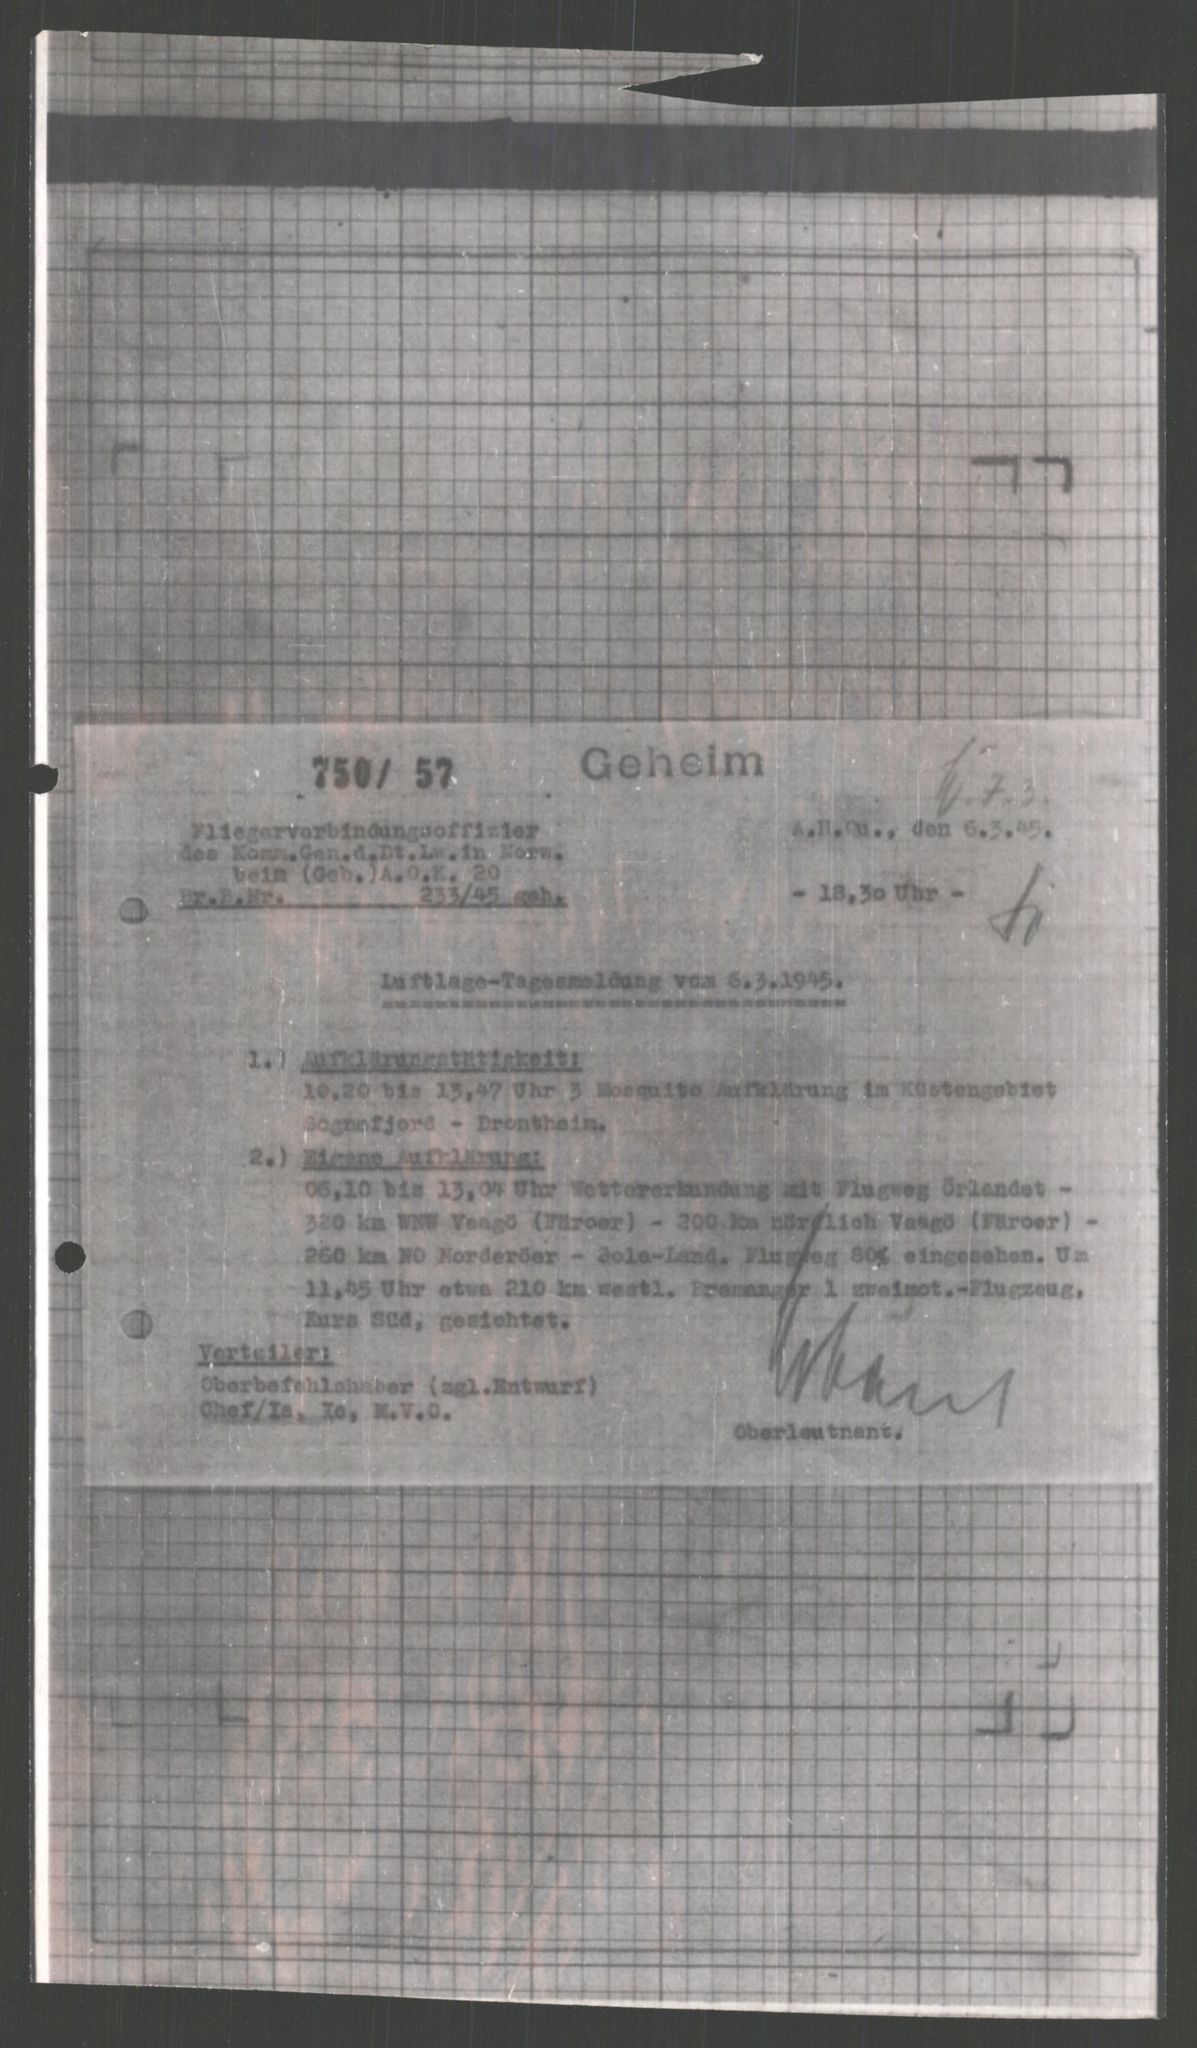 750/ 57
Geheim
7.3.
Fliegerverbindungsoffizier
des Komm.Gen.d.Dt.Lw.in Norw.
beim (Geb.)A.O.K. 20
Br.B.Nr. 233/45 geh.
A.H.Qu., den 6.3.45.
- 18,30 Uhr -
Luftlage-Tagesmeldung vom 6.3.1945.
1.) Aufklärungstätigkeit:
10,20 bis 13,47 Uhr 3 Mosquito Aufklärung im Küstengebiet
Sognefjord - Drontheim.
2.) Eigene Aufklärung:
06,10 bis 13,04 Uhr Wettererkundung mit Flugweg Örlandet -
320 km WNW Vaagö (Färoer) - 200 km nördlich Vaagö (Färoer) -
260 km NO Norderöer - Sola-Land. Flugweg 80% eingesehen. Um
11,45 Uhr etwa 210 km westl. Bremanger 1 zweimot.-Flugzeug,
Kurs Süd, gesichtet.
Verteiler:
Oberbefehlshaber (zgl.Entwurf)
Chef/Ia, Ic, M.V.O.
Oberleutnant.